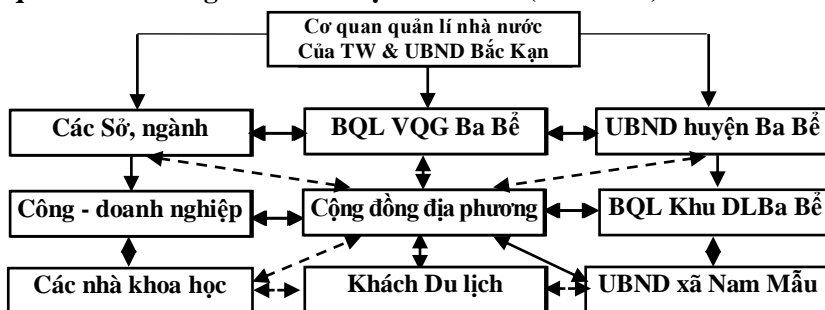 Cơ quan quản lí nhà nước
Của TW & UBND Bắc Kạn
Các Sở, ngành
BQL VQG Ba Bể
UBND huyện Ba Bể
Công - doanh nghiệp
Cộng đồng địa phương
BQL Khu DLBa Bể
Các nhà khoa học
Khách Du lịch
UBND xã Nam Mẫu